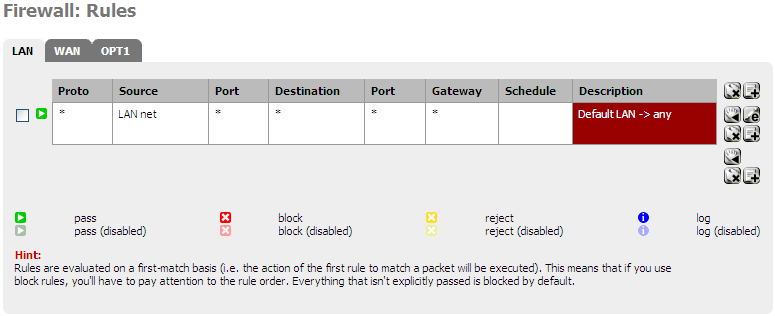 Firewall: Rules
LAN WAN OPT1
Proto Source Port Destination Port Gateway Schedule Description
* LAN net * * * * Default LAN -> any
pass block reject log
pass (disabled) block (disabled) reject (disabled) log (disabled)
Hint:
Rules are evaluated on a first-match basis (i.e. the action of the first rule to match a packet will be executed). This means that if you use
block rules, you'll have to pay attention to the rule order. Everything that isn't explicitly passed is blocked by default.